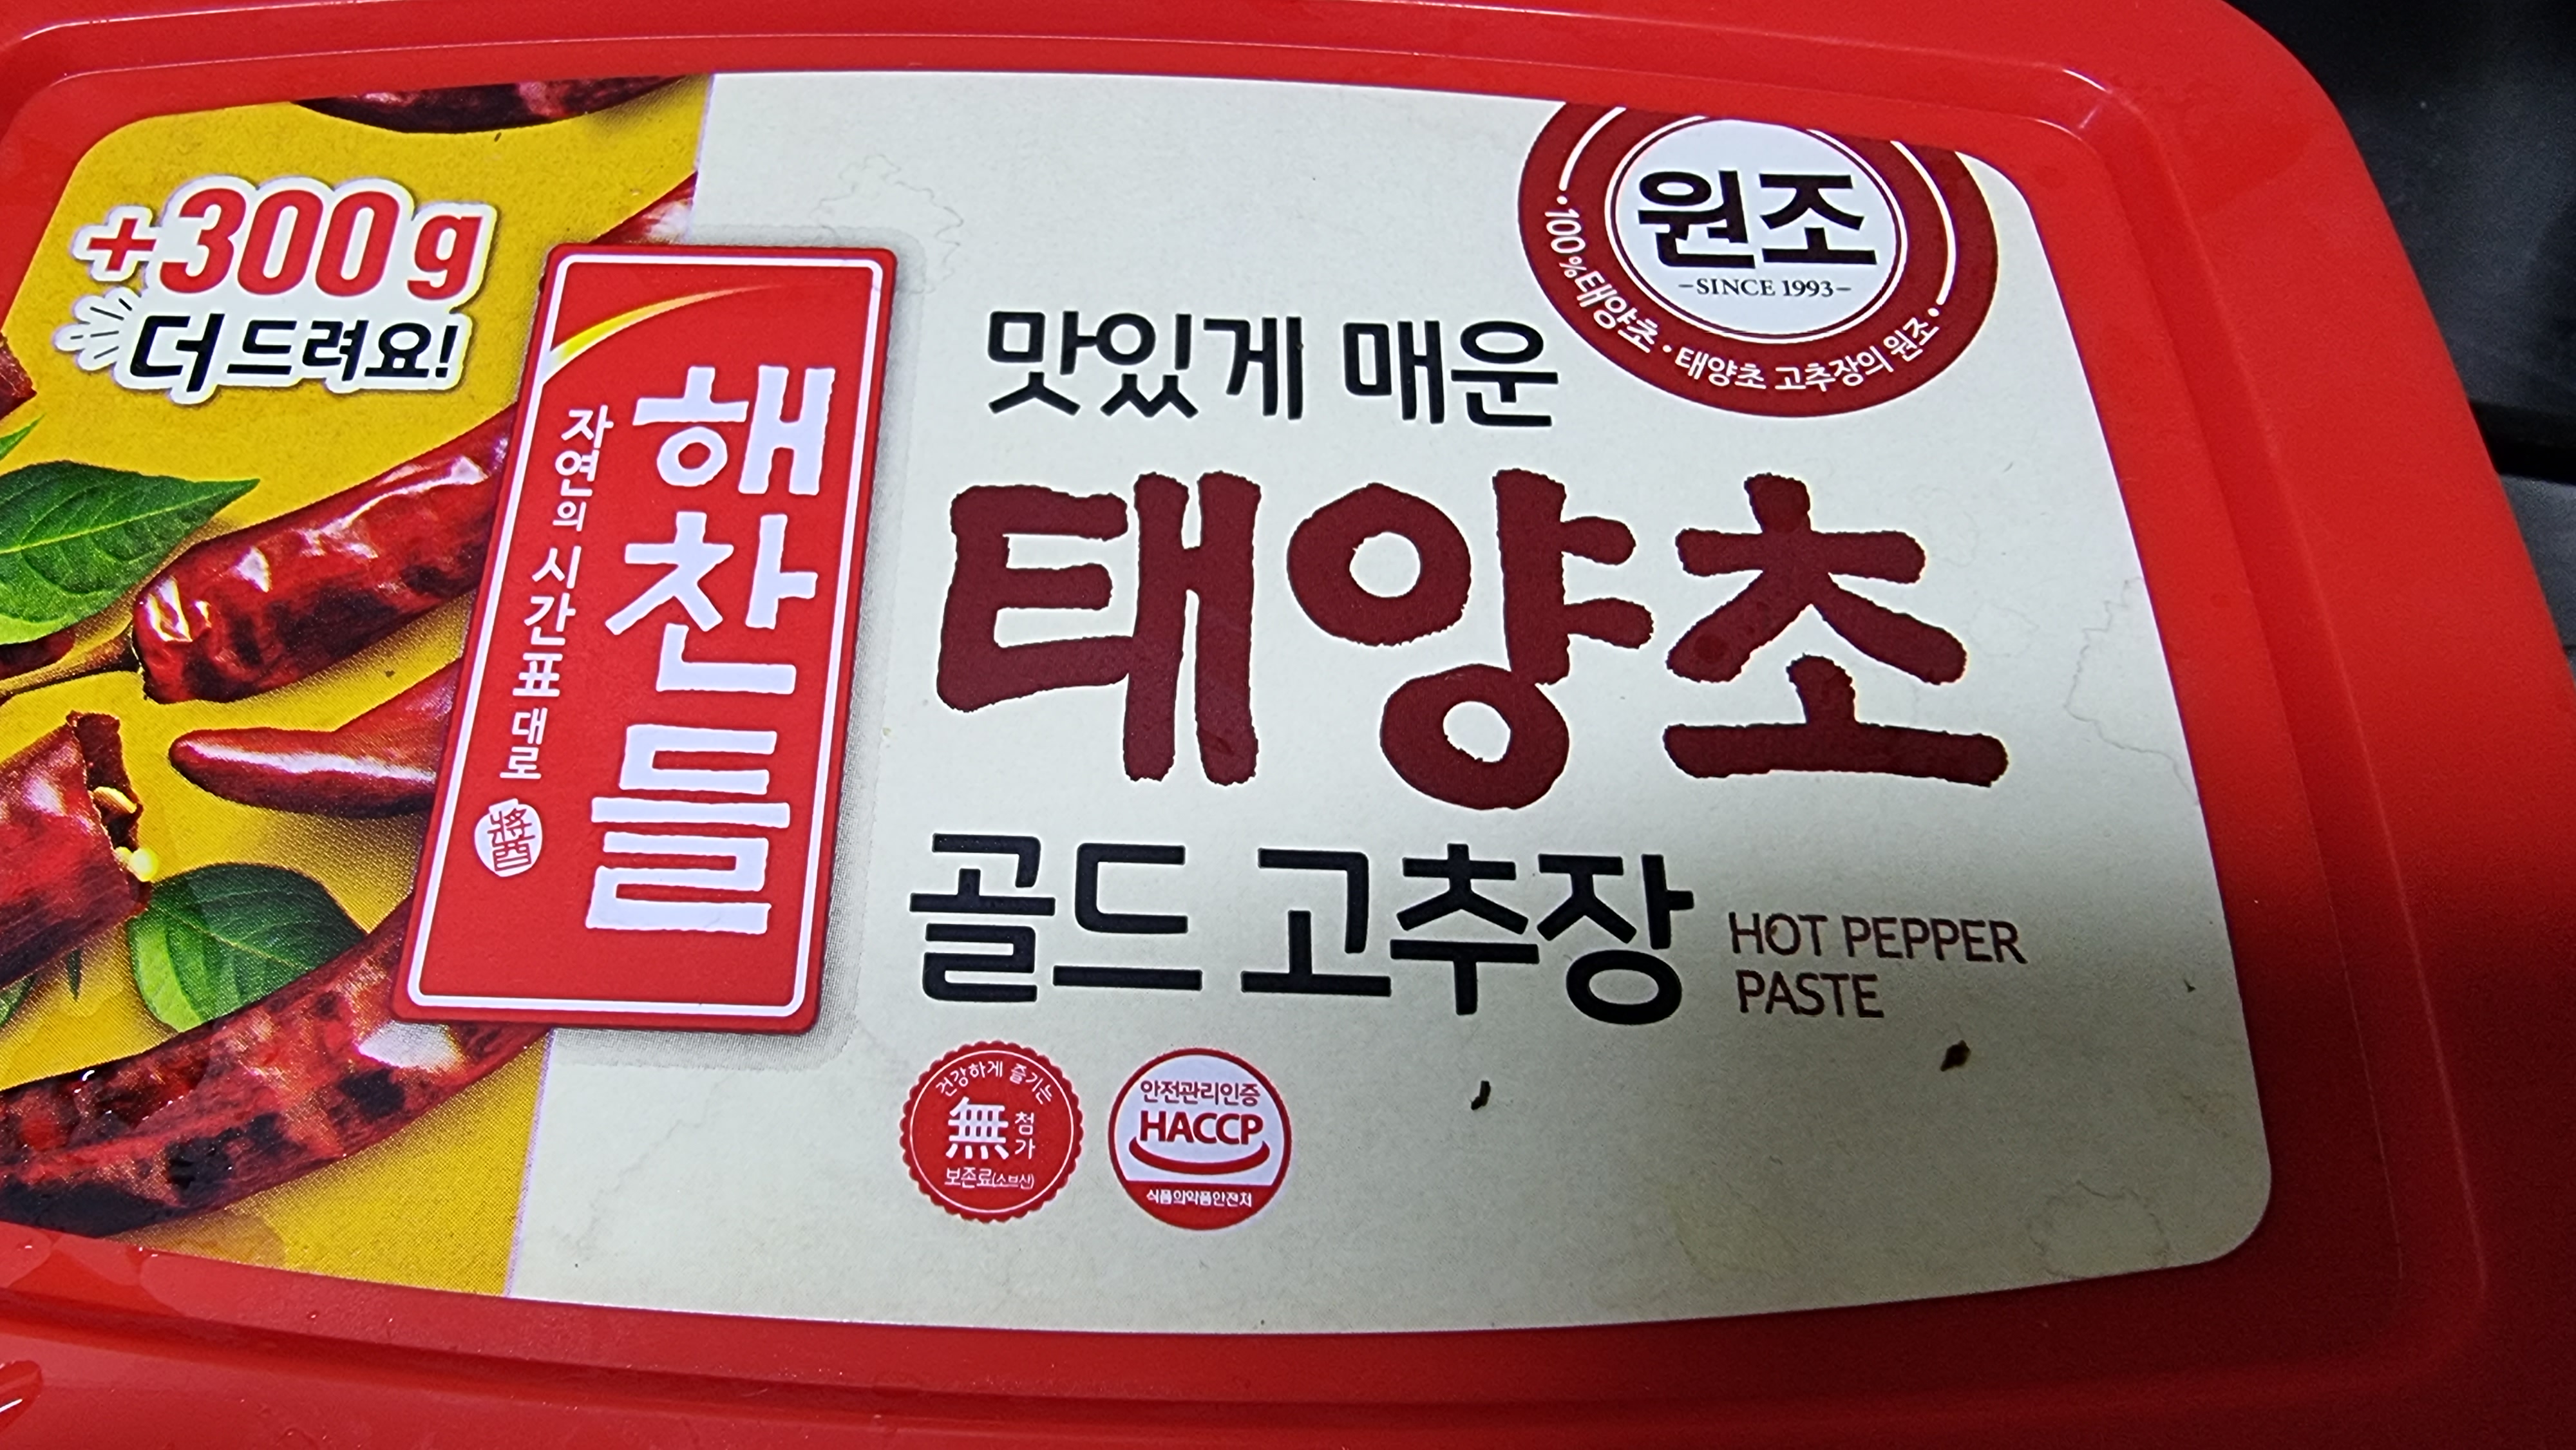 +300g
더 드려요!
해찬들
자연의 시간표 대로
醬
원조
-SINCE 1993-
·100%태양초·태양초 고추장의 원조·
맛있게 매운
태양초
골드 고추장
HOT PEPPER
PASTE
건강하게 즐기는
無첨가
보존료(소브산)
안전관리인증
HACCP
식품의약품안전처